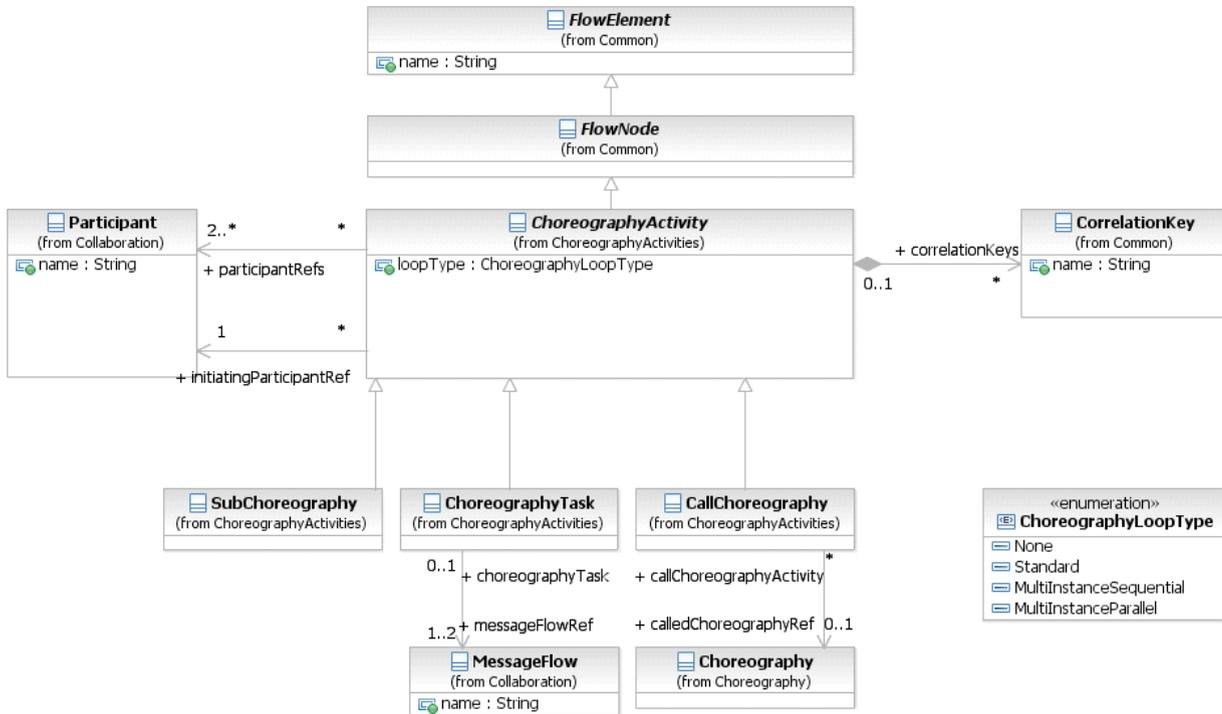 FlowElement
(from Common)
name : String
FlowNode
(from Common)
Participant
(from Collaboration)
name : String
2..*
*
+ participantRefs
1
*
+ initiatingParticipantRef
ChoreographyActivity
(from ChoreographyActivities)
loopType : ChoreographyLoopType
+ correlationKeys
0..1
*
CorrelationKey
(from Common)
name : String
SubChoreography
(from ChoreographyActivities)
ChoreographyTask
(from ChoreographyActivities)
CallChoreography
(from ChoreographyActivities)
«enumeration»
ChoreographyLoopType
None
Standard
MultiInstanceSequential
MultiInstanceParallel
0..1
+ choreographyTask
+ messageFlowRef
1..2
*
+ callChoreographyActivity
+ calledChoreographyRef
0..1
MessageFlow
(from Collaboration)
name : String
Choreography
(from Choreography)